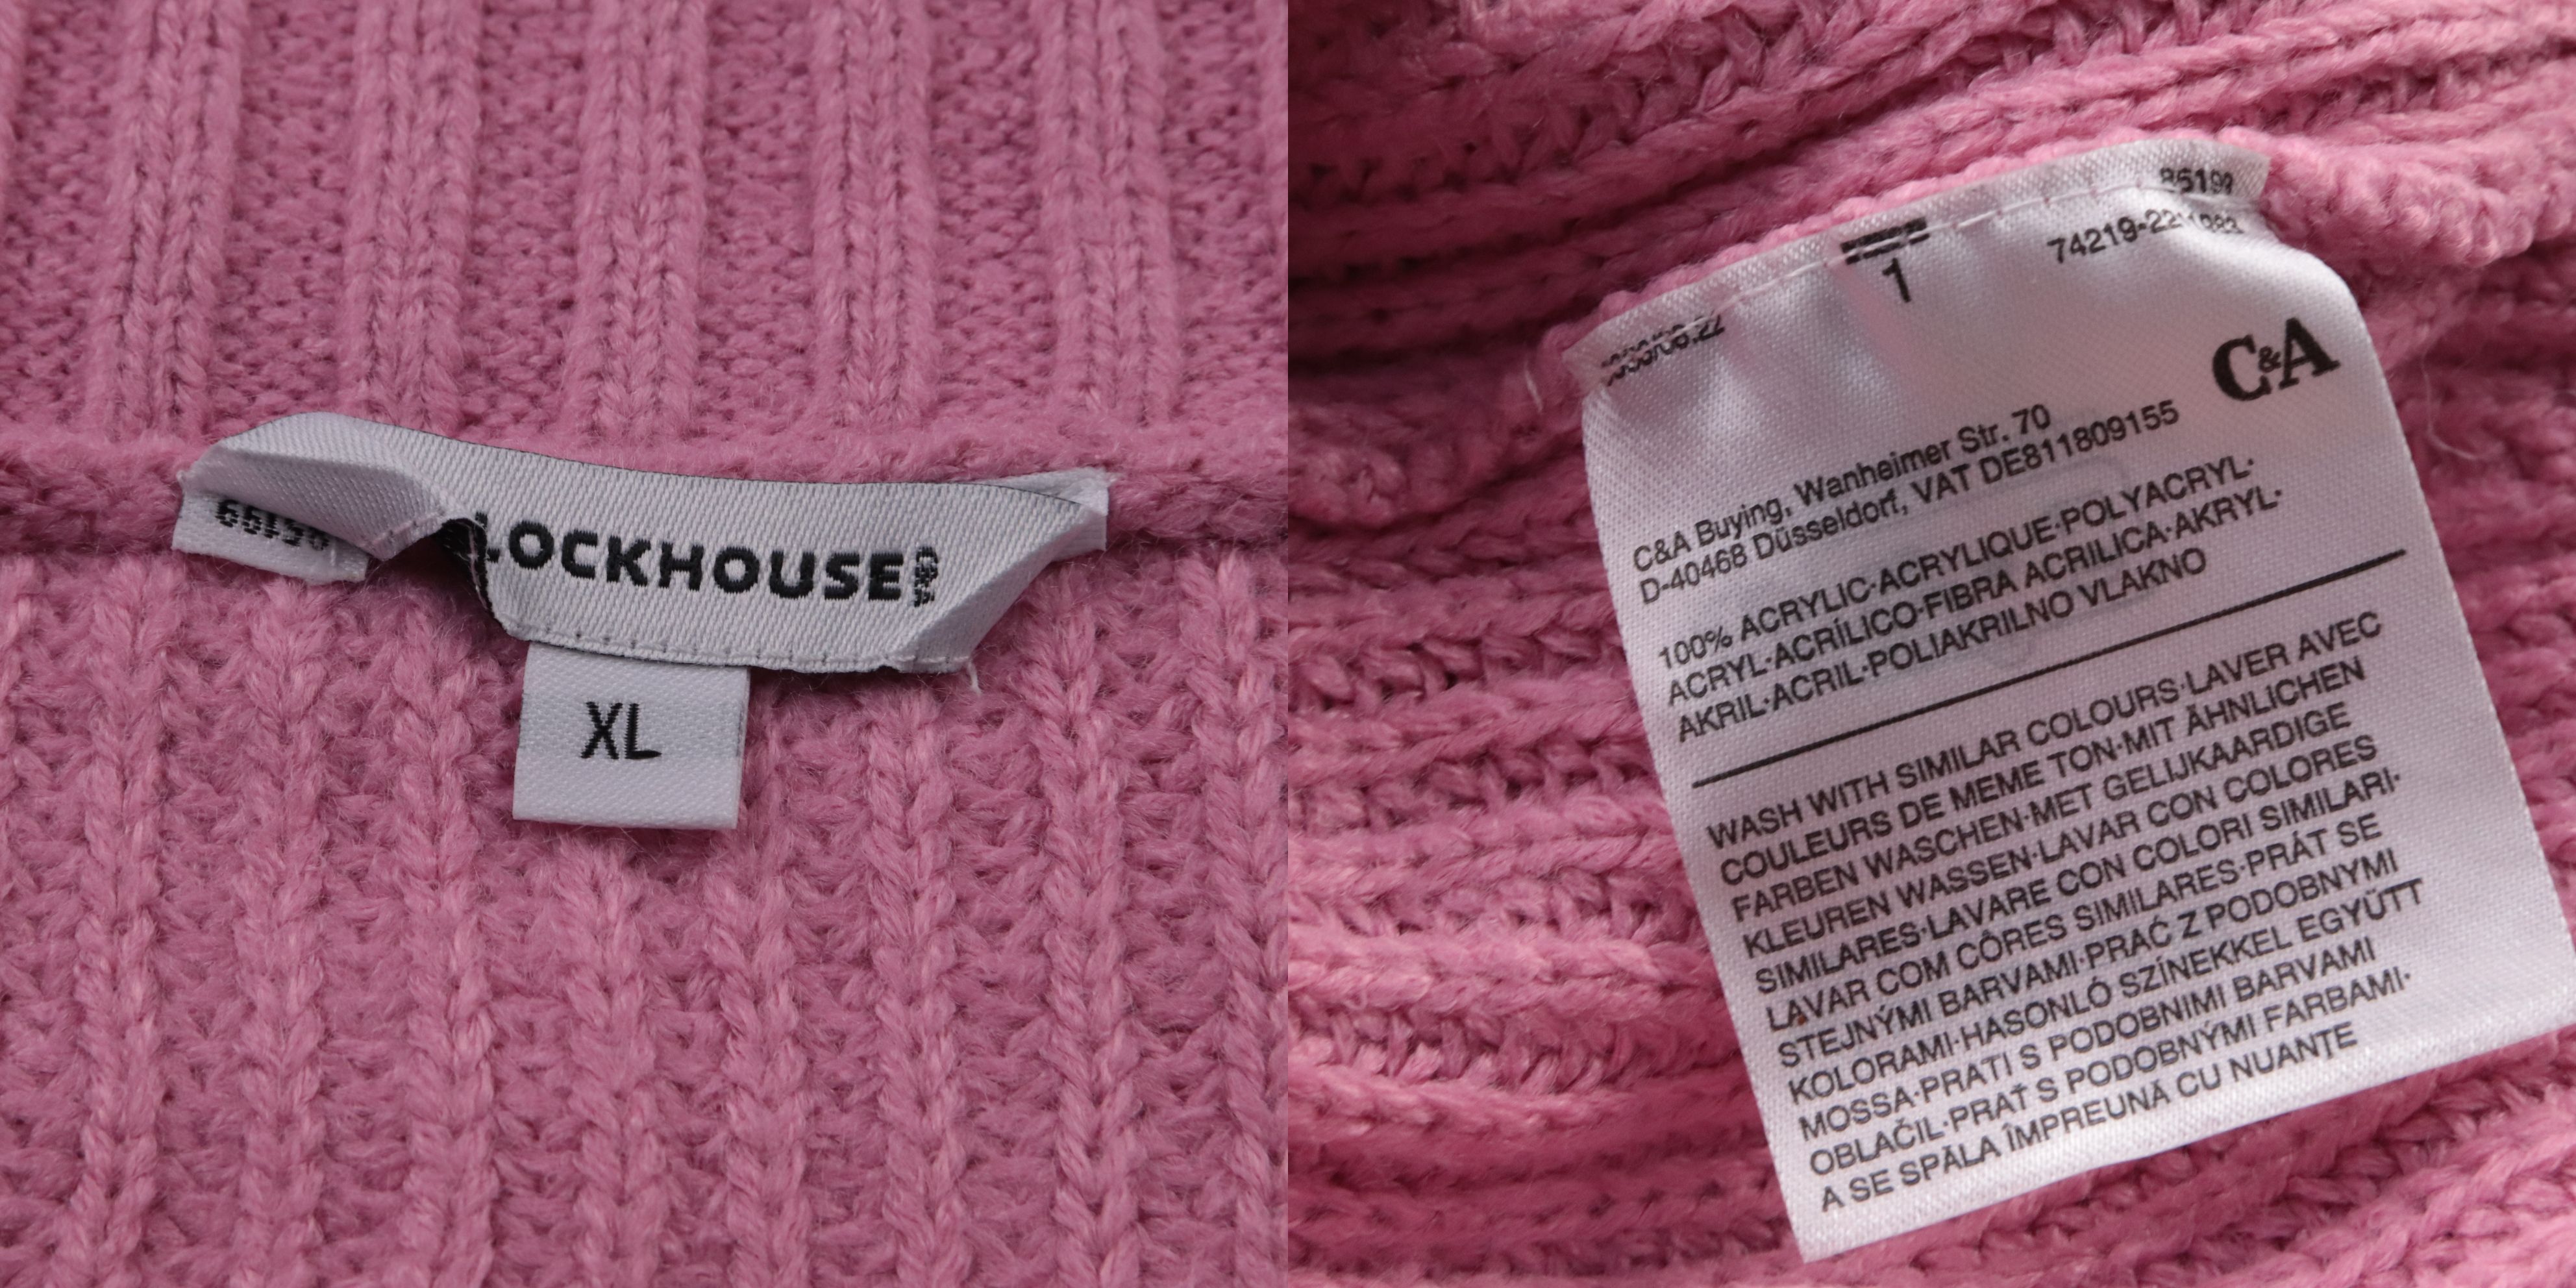 LOCKHOUSE
C&A
XL
1
C&A
C&A Buying, Wanheimer Str. 70
D-40468 Düsseldorf, VAT DE811809155
100% ACRYLIC·ACRYLIQUE·POLYACRYL·
ACRYL·ACRÍLICO·FIBRA ACRILICA·AKRYL·
AKRIL·ACRIL·POLIAKRILNO VLAKNO
WASH WITH SIMILAR COLOURS·LAVER AVEC
COULEURS DE MEME TON·MIT ÄHNLICHEN
FARBEN WASCHEN·MET GELIJKAARDIGE
KLEUREN WASSEN·LAVAR CON COLORES
SIMILARES·LAVARE CON COLORI SIMILARI·
LAVAR COM CÔRES SIMILARES·PRÁT SE
STEJNÝMI BARVAMI·PRAĆ Z PODOBNYMI
KOLORAMI·HASONLÓ SZÍNEKKEL EGYÜTT
MOSSA·PRATI S PODOBNIMI BARVAMI
OBLAČIL·PRAŤ S PODOBNÝMI FARBAMI·
A SE SPĂLA ÎMPREUNĂ CU NUANȚE